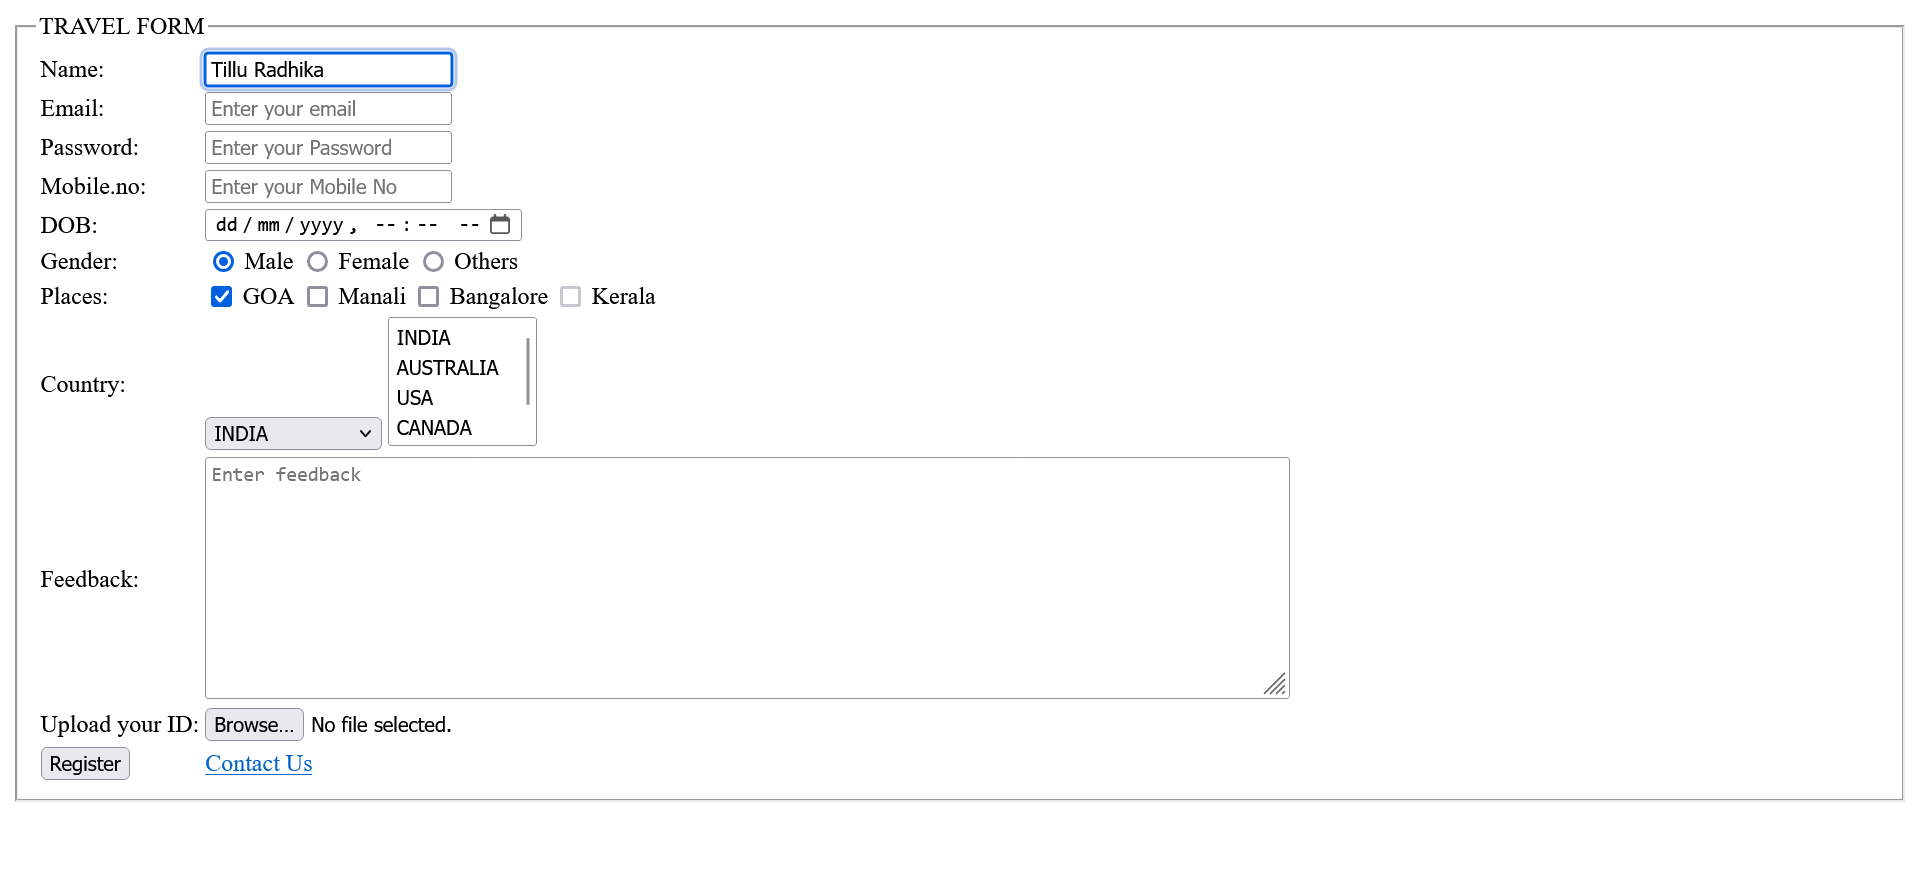 TRAVEL FORM
Name: Tillu Radhika
Email: Enter your email
Password: Enter your Password
Mobile.no: Enter your Mobile No
DOB: dd/mm/yyyy, --:-- --
Gender: Male Female Others
Places: GOA Manali Bangalore Kerala
Country: INDIA
INDIA
AUSTRALIA
USA
CANADA
Feedback: Enter feedback
Upload your ID: Browse... No file selected.
Register Contact Us